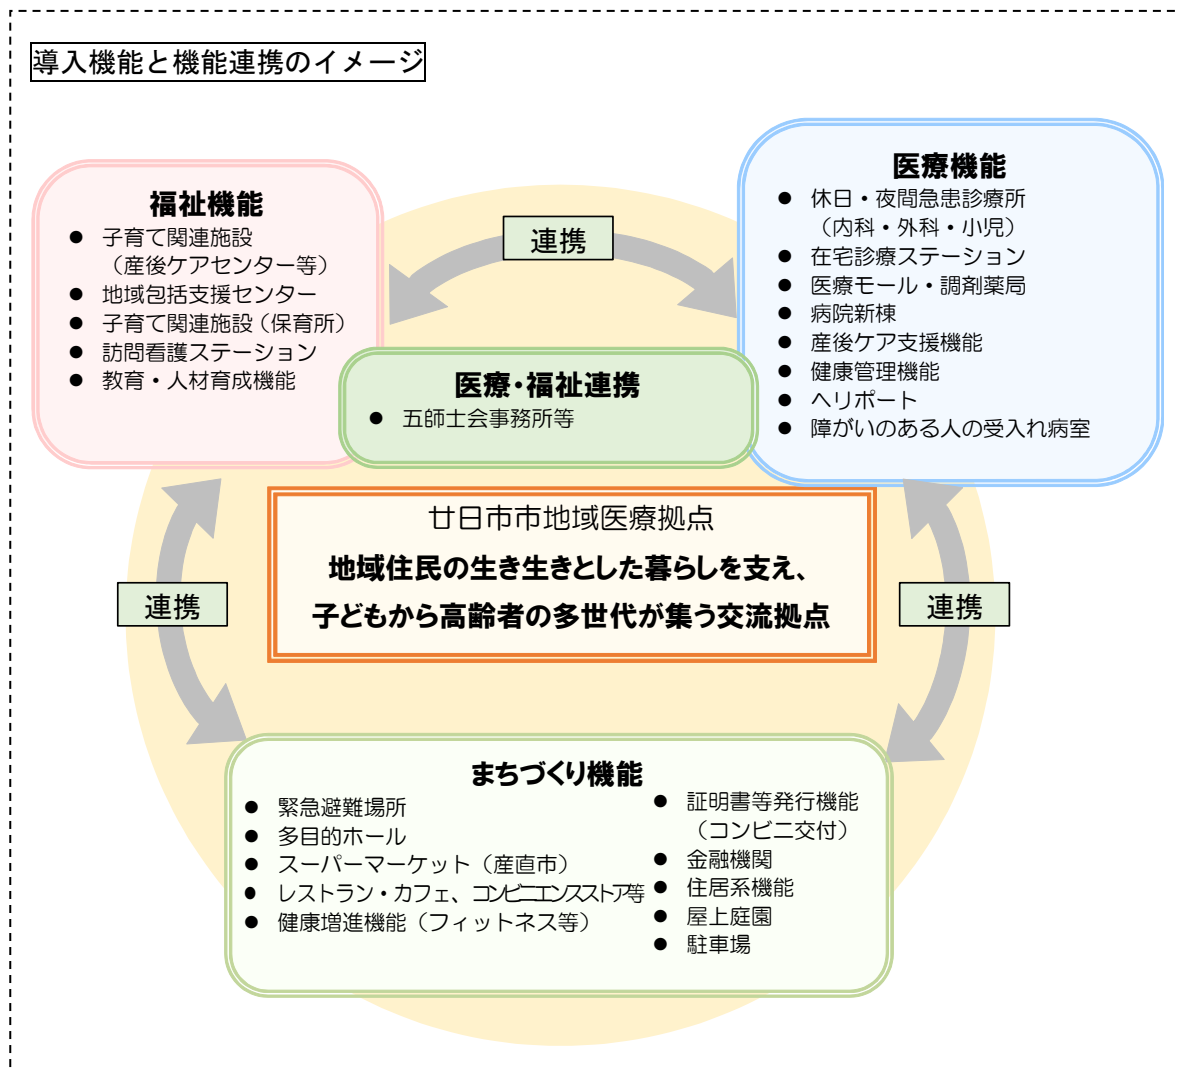 導入機能と機能連携のイメージ
福祉機能
● 子育て関連施設
（産後ケアセンター等）
● 地域包括支援センター
● 子育て関連施設（保育所）
● 訪問看護ステーション
● 教育・人材育成機能
連携
医療機能
● 休日・夜間急患診療所
（内科・外科・小児）
● 在宅診療ステーション
● 医療モール・調剤薬局
● 病院新棟
● 産後ケア支援機能
● 健康管理機能
● ヘリポート
● 障がいのある人の受入れ病室
医療・福祉連携
● 五師士会事務所等
廿日市市地域医療拠点
地域住民の生き生きとした暮らしを支え、
子どもから高齢者の多世代が集う交流拠点
連携
連携
まちづくり機能
● 緊急避難場所
● 多目的ホール
● スーパーマーケット（産直市）
● レストラン・カフェ、コンビニエンスストア等
● 健康増進機能（フィットネス等）
● 証明書等発行機能
（コンビニ交付）
● 金融機関
● 住居系機能
● 屋上庭園
● 駐車場